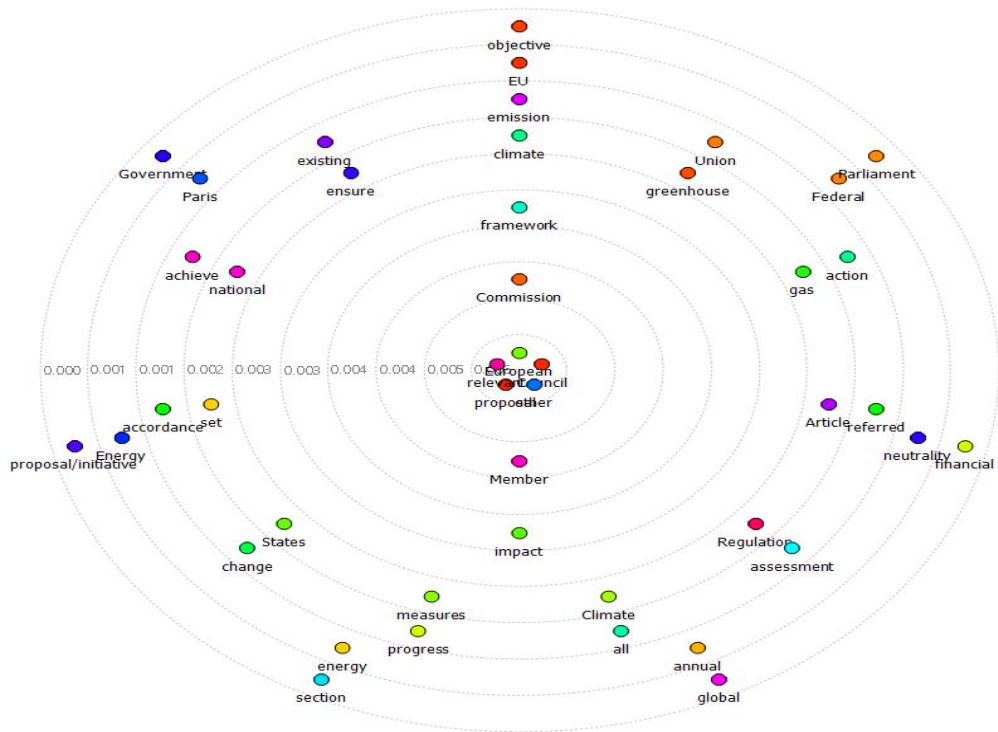 objective
EU
emission
climate
existing
Union
Government
Parliament
ensure
greenhouse
Paris
Federal
framework
achieve
action
national
gas
Commission
0.000 0.001 0.001 0.002 0.003 0.003 0.004 0.004 0.005
European
relevant Council
proposal other
set
Article
accordance
referred
Energy
neutrality
proposal/initiative
financial
Member
States
impact
Regulation
change
assessment
measures
Climate
progress
all
energy
annual
section
global